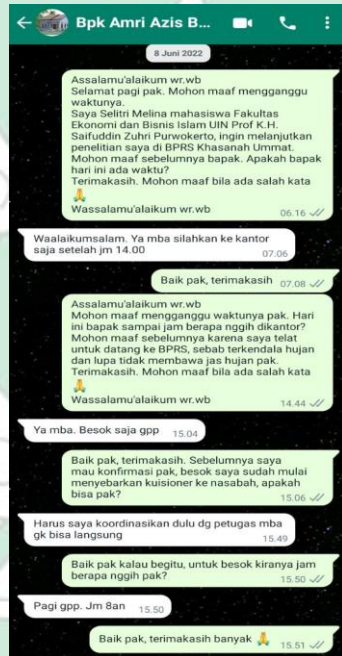 Bpk Amri Azis B...
8 Juni 2022
Assalamu'alaikum wr.wb
Selamat pagi pak. Mohon maaf mengganggu
waktunya.
Saya Selitri Melina mahasiswa Fakultas
Ekonomi dan Bisnis Islam UIN Prof K.H.
Saifuddin Zuhri Purwokerto, ingin melanjutkan
penelitian saya di BPRS Khasanah Ummat.
Mohon maaf sebelumnya bapak. Apakah bapak
hari ini ada waktu?
Terimakasih. Mohon maaf bila ada salah kata
🙏
Wassalamu'alaikum wr.wb
06.16
Waalaikumsalam. Ya mba silahkan ke kantor
saja setelah jm 14.00
07.06
Baik pak, terimakasih 07.08
Assalamu'alaikum wr.wb
Mohon maaf mengganggu waktunya pak. Hari
ini bapak sampai jam berapa nggih dikantor?
Mohon maaf sebelumnya karena saya telat
untuk datang ke BPRS, sebab terkendala hujan
dan lupa tidak membawa jas hujan pak.
Terimakasih. Mohon maaf bila ada salah kata
🙏
Wassalamu'alaikum wr.wb
14.44
Ya mba. Besok saja gpp 15.04
Baik pak, terimakasih. Sebelumnya saya
mau konfirmasi pak, besok saya sudah mulai
menyebarkan kuisioner ke nasabah, apakah
bisa pak?
15.06
Harus saya koordinasikan dulu dg petugas mba
gk bisa langsung
15.49
Baik pak kalau begitu, untuk besok kiranya jam
berapa nggih pak?
15.50
Pagi gpp. Jm 8an 15.50
Baik pak, terimakasih banyak 🙏 15.51